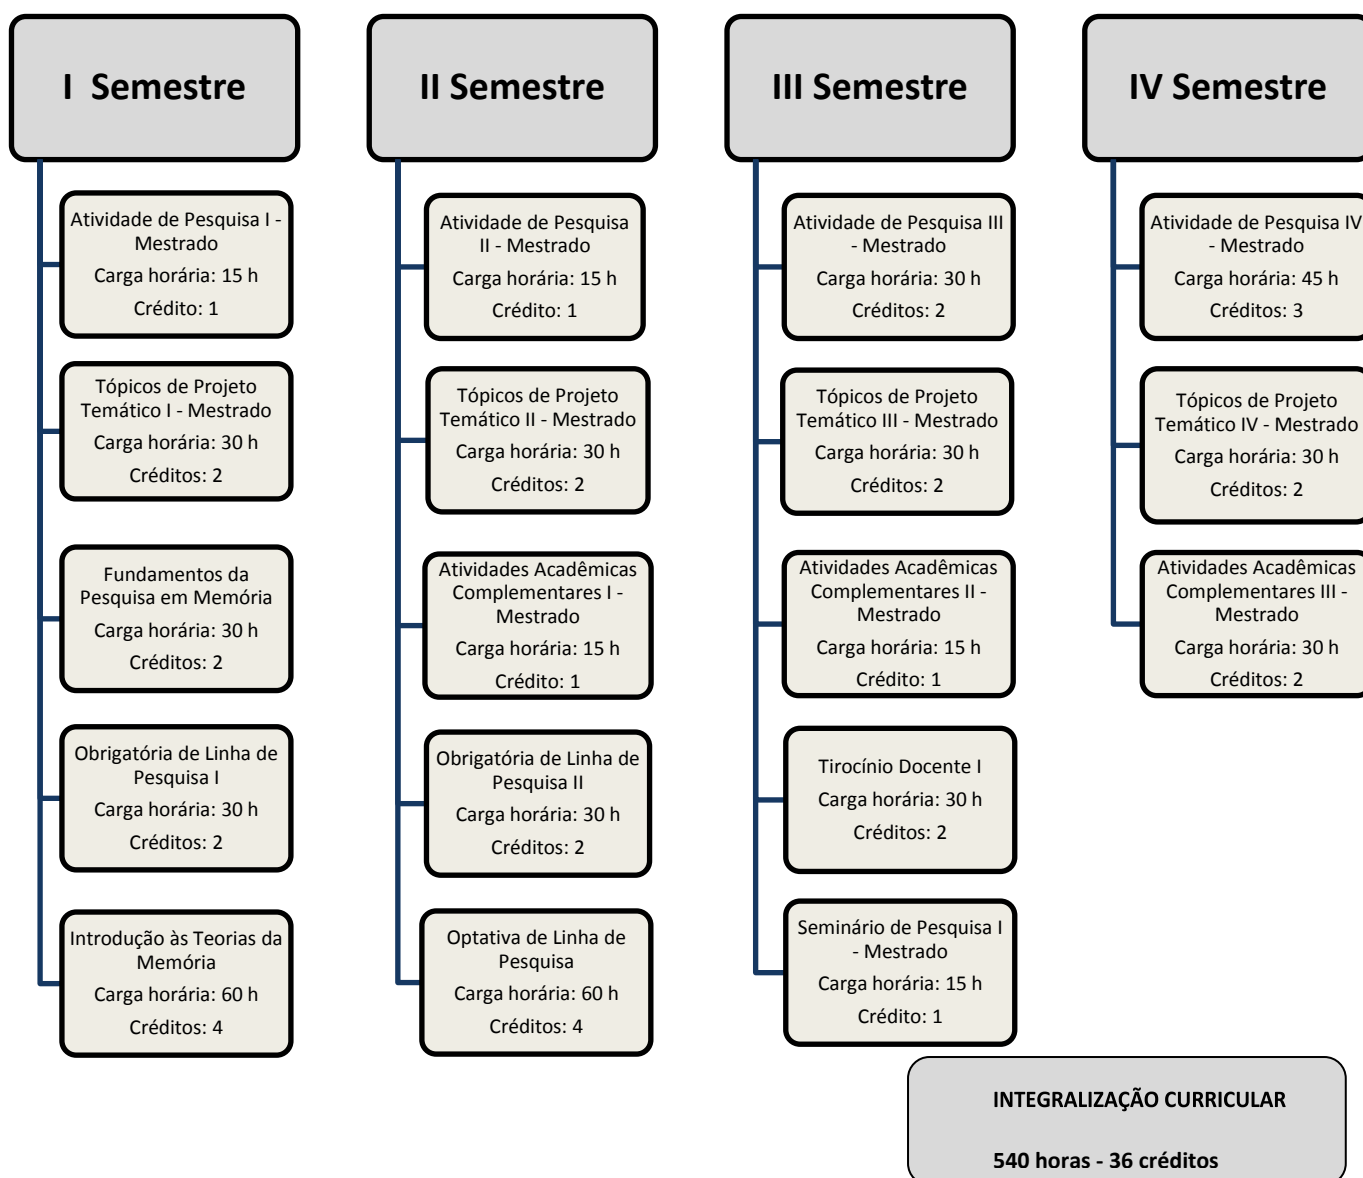 I  Semestre
Atividade de Pesquisa I -
Mestrado
Carga horária: 15 h
Crédito: 1
Tópicos de Projeto
Temático I - Mestrado
Carga horária: 30 h
Créditos: 2
Fundamentos da
Pesquisa em Memória
Carga horária: 30 h
Créditos: 2
Obrigatória de Linha de
Pesquisa I
Carga horária: 30 h
Créditos: 2
Introdução às Teorias da
Memória
Carga horária: 60 h
Créditos: 4
II Semestre
Atividade de Pesquisa
II - Mestrado
Carga horária: 15 h
Crédito: 1
Tópicos de Projeto
Temático II - Mestrado
Carga horária: 30 h
Créditos: 2
Atividades Acadêmicas
Complementares I -
Mestrado
Carga horária: 15 h
Crédito: 1
Obrigatória de Linha de
Pesquisa II
Carga horária: 30 h
Créditos: 2
Optativa de Linha de
Pesquisa
Carga horária: 60 h
Créditos: 4
III Semestre
Atividade de Pesquisa III
- Mestrado
Carga horária: 30 h
Créditos: 2
Tópicos de Projeto
Temático III - Mestrado
Carga horária: 30 h
Créditos: 2
Atividades Acadêmicas
Complementares II -
Mestrado
Carga horária: 15 h
Crédito: 1
Tirocínio Docente I
Carga horária: 30 h
Créditos: 2
Seminário de Pesquisa I
- Mestrado
Carga horária: 15 h
Crédito: 1
IV Semestre
Atividade de Pesquisa IV
- Mestrado
Carga horária: 45 h
Créditos: 3
Tópicos de Projeto
Temático IV - Mestrado
Carga horária: 30 h
Créditos: 2
Atividades Acadêmicas
Complementares III -
Mestrado
Carga horária: 30 h
Créditos: 2
INTEGRALIZAÇÃO CURRICULAR
540 horas - 36 créditos